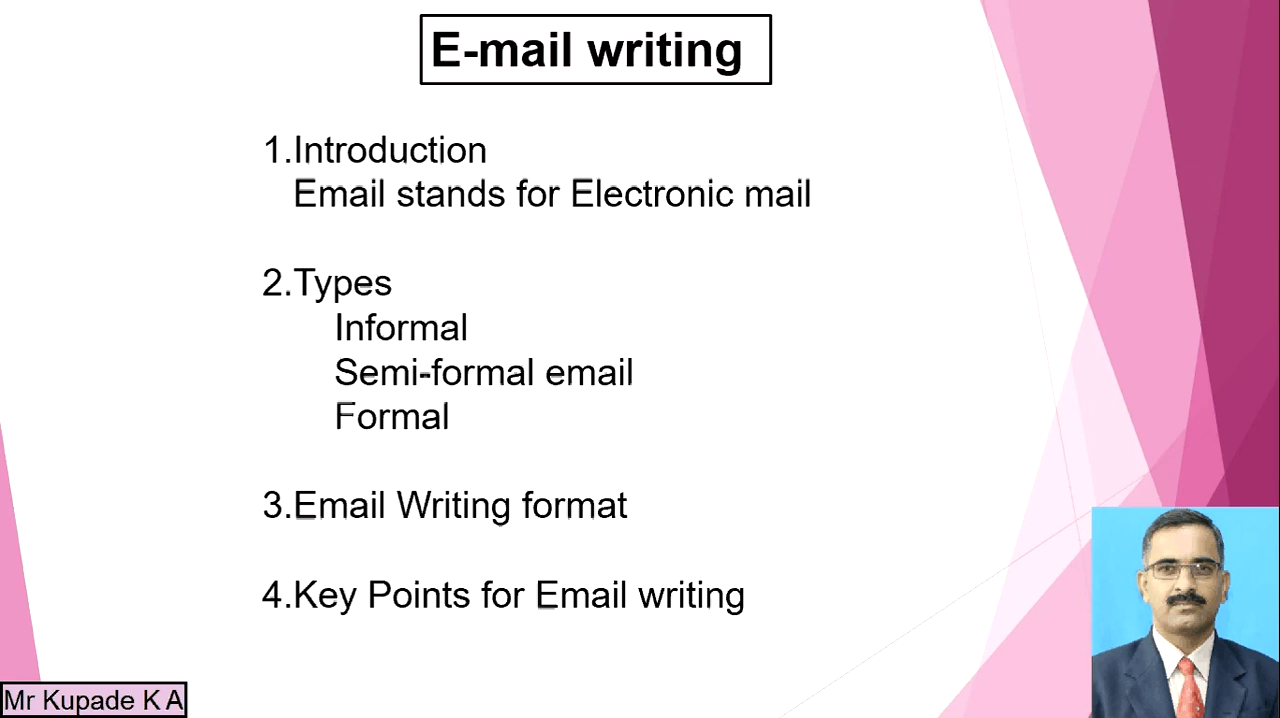 E-mail writing
1.Introduction
Email stands for Electronic mail
2.Types
Informal
Semi-formal email
Formal
3.Email Writing format
4.Key Points for Email writing
Mr Kupade K A